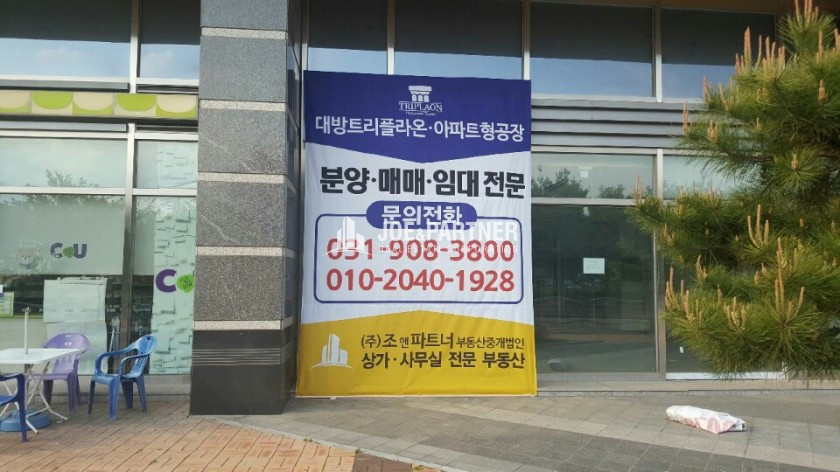 TRIPLAON
대방트리플라온·아파트형공장
분양·매매·임대 전문
문의전화
JOE&PARTNER
031-908-3800
010-2040-1928
(주)조앤파트너 부동산중개법인
상가·사무실 전문 부동산
CU
C